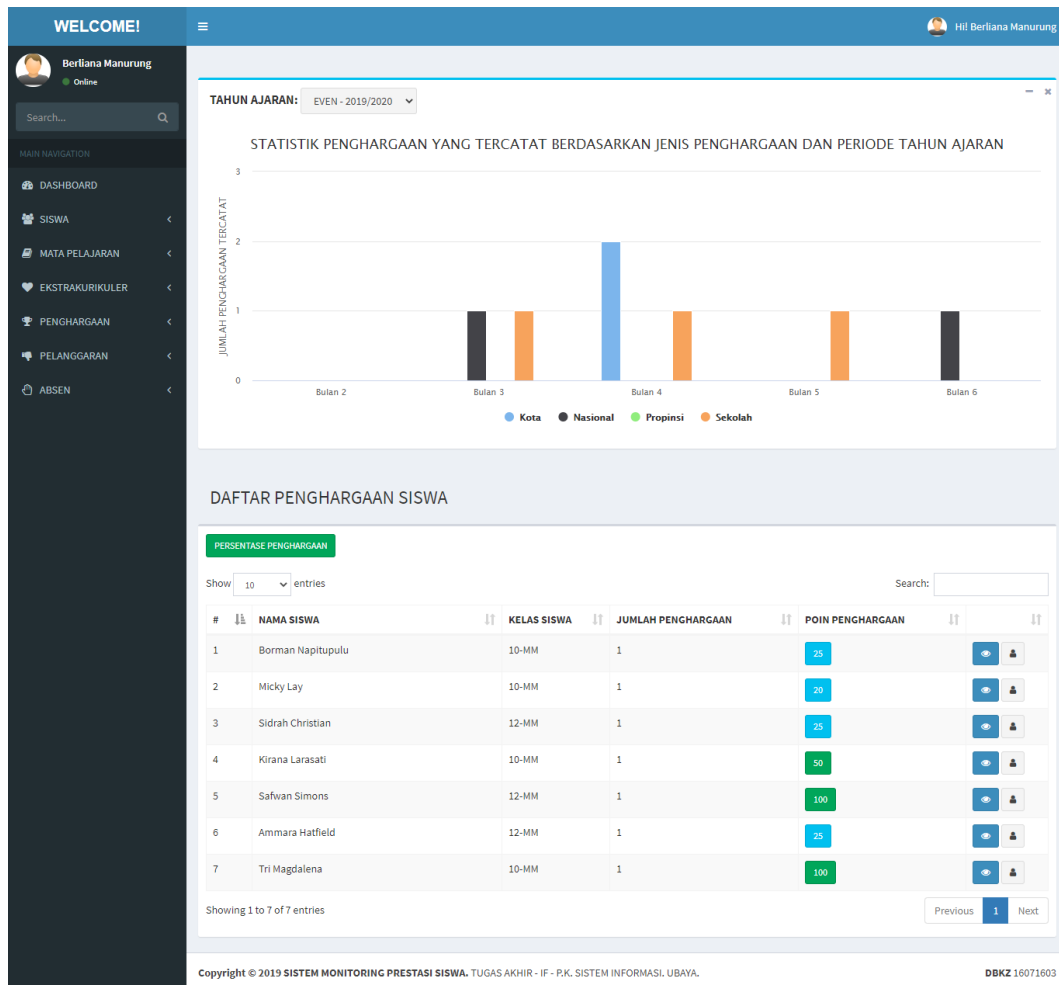 WELCOME!
Hi! Berliana Manurung
Berliana Manurung
Online
Search...
MAIN NAVIGATION
DASHBOARD
SISWA
MATA PELAJARAN
EKSTRAKURIKULER
PENGHARGAAN
PELANGGARAN
ABSEN
TAHUN AJARAN: EVEN - 2019/2020
STATISTIK PENGHARGAAN YANG TERCATAT BERDASARKAN JENIS PENGHARGAAN DAN PERIODE TAHUN AJARAN
JUMLAH PENGHARGAAN TERCATAT
3
2
1
0
Bulan 2 Bulan 3 Bulan 4 Bulan 5 Bulan 6
Kota Nasional Propinsi Sekolah
DAFTAR PENGHARGAAN SISWA
PERSENTASE PENGHARGAAN
Show 10 entries Search:
# NAMA SISWA KELAS SISWA JUMLAH PENGHARGAAN POIN PENGHARGAAN
1 Borman Napitupulu 10-MM 1 25
2 Micky Lay 10-MM 1 20
3 Sidrah Christian 12-MM 1 25
4 Kirana Larasati 10-MM 1 50
5 Safwan Simons 12-MM 1 100
6 Ammara Hatfield 12-MM 1 25
7 Tri Magdalena 10-MM 1 100
Showing 1 to 7 of 7 entries Previous 1 Next
Copyright © 2019 SISTEM MONITORING PRESTASI SISWA. TUGAS AKHIR - IF - P.K. SISTEM INFORMASI. UBAYA. DBKZ 16071603